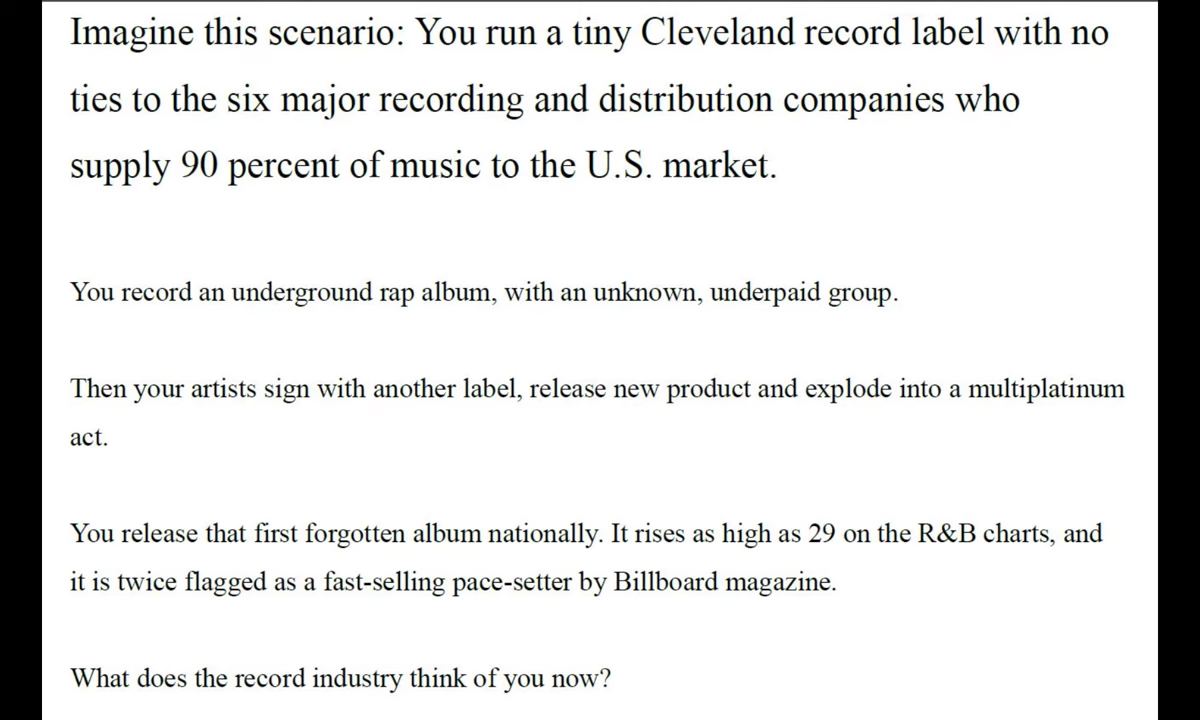 Imagine this scenario: You run a tiny Cleveland record label with no
ties to the six major recording and distribution companies who
supply 90 percent of music to the U.S. market.
You record an underground rap album, with an unknown, underpaid group.
Then your artists sign with another label, release new product and explode into a multiplatinum
act.
You release that first forgotten album nationally. It rises as high as 29 on the R&B charts, and
it is twice flagged as a fast-selling pace-setter by Billboard magazine.
What does the record industry think of you now?